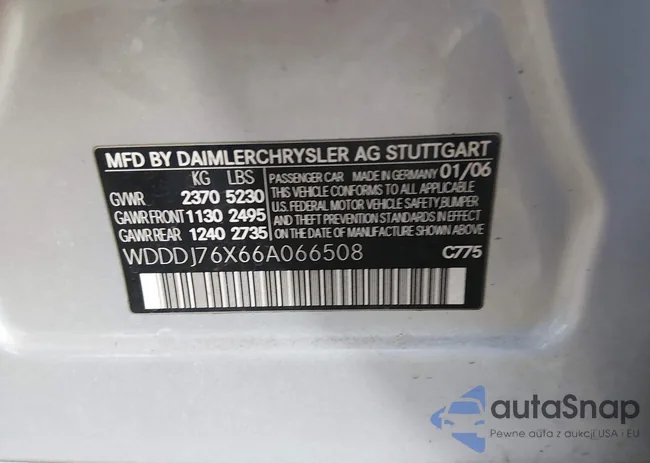 MFD BY DAIMLERCHRYSLER AG STUTTGART
KG LBS
PASSENGER CAR MADE IN GERMANY 01/06
GVWR 2370 5230
THIS VEHICLE CONFORMS TO ALL APPLICABLE
GAWR FRONT 1130 2495
U.S. FEDERAL MOTOR VEHICLE SAFETY, BUMPER
AND THEFT PREVENTION STANDARDS IN EFFECT
GAWR REAR 1240 2735
ON THE DATE OF MANUFACTURE SHOWN ABOVE.
WDDDJ76X66A066508 C775
autaSnap
Pewne auta z aukcji USA · EU